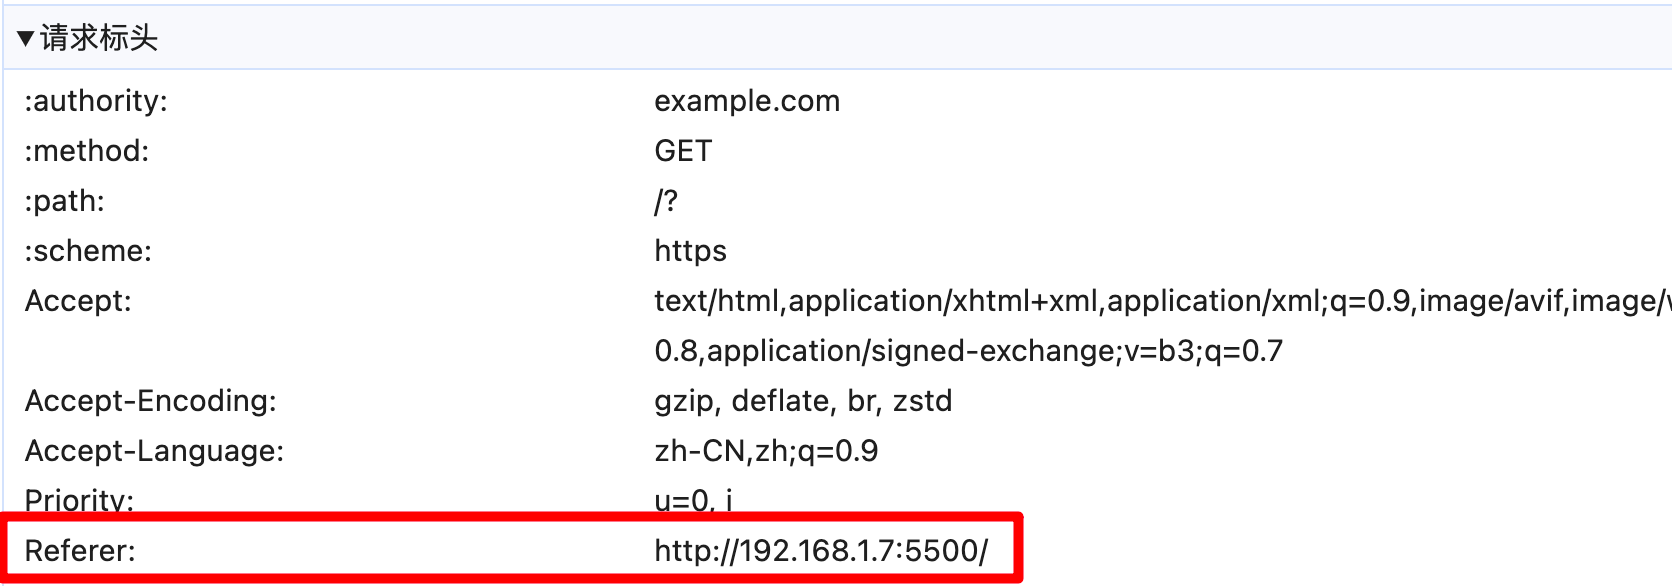 ▼请求标头
:authority: example.com
:method: GET
:path: /?
:scheme: https
Accept: text/html,application/xhtml+xml,application/xml;q=0.9,image/avif,image/
0.8,application/signed-exchange;v=b3;q=0.7
Accept-Encoding: gzip, deflate, br, zstd
Accept-Language: zh-CN,zh;q=0.9
Priority: u=0, i
Referer: http://192.168.1.7:5500/